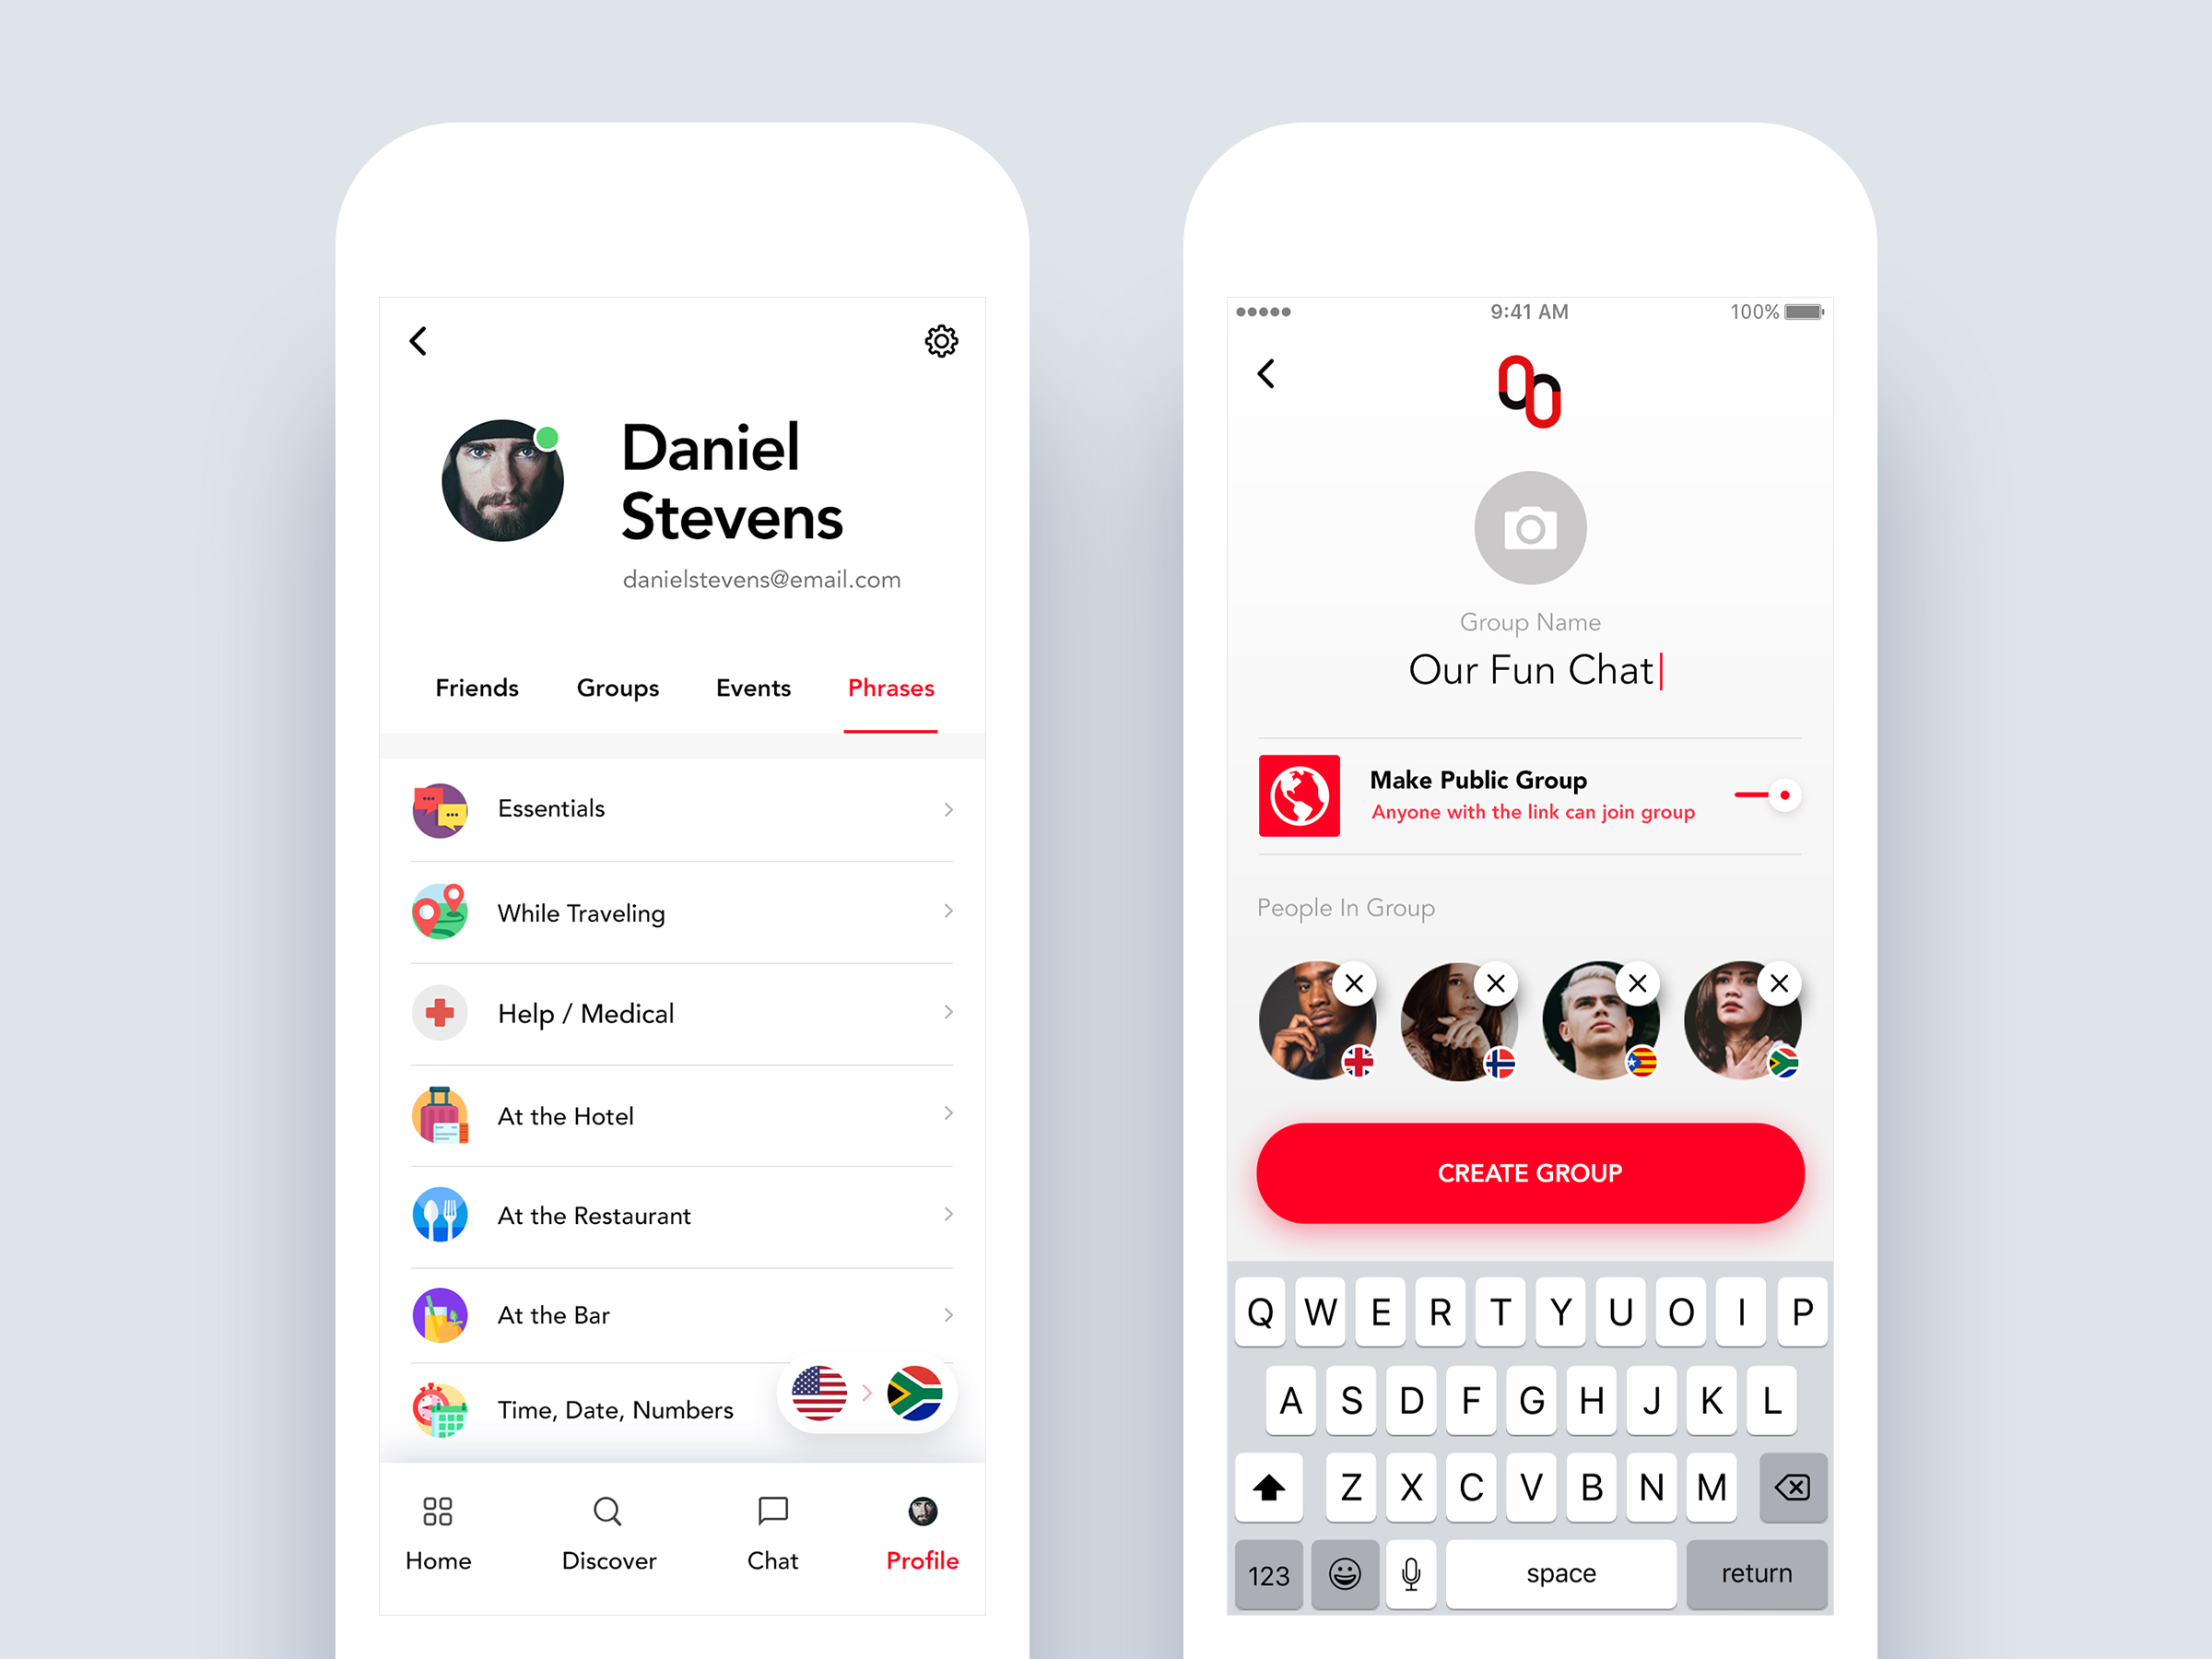 Daniel
Stevens
danielstevens@email.com
Friends Groups Events Phrases
Essentials
While Traveling
Help / Medical
At the Hotel
At the Restaurant
At the Bar
Time, Date, Numbers
Home Discover Chat Profile
9:41 AM 100%
Group Name
Our Fun Chat
Make Public Group
Anyone with the link can join group
People In Group
CREATE GROUP
Q W E R T Y U O I P
A S D F G H J K L
Z X C V B N M
123 space return